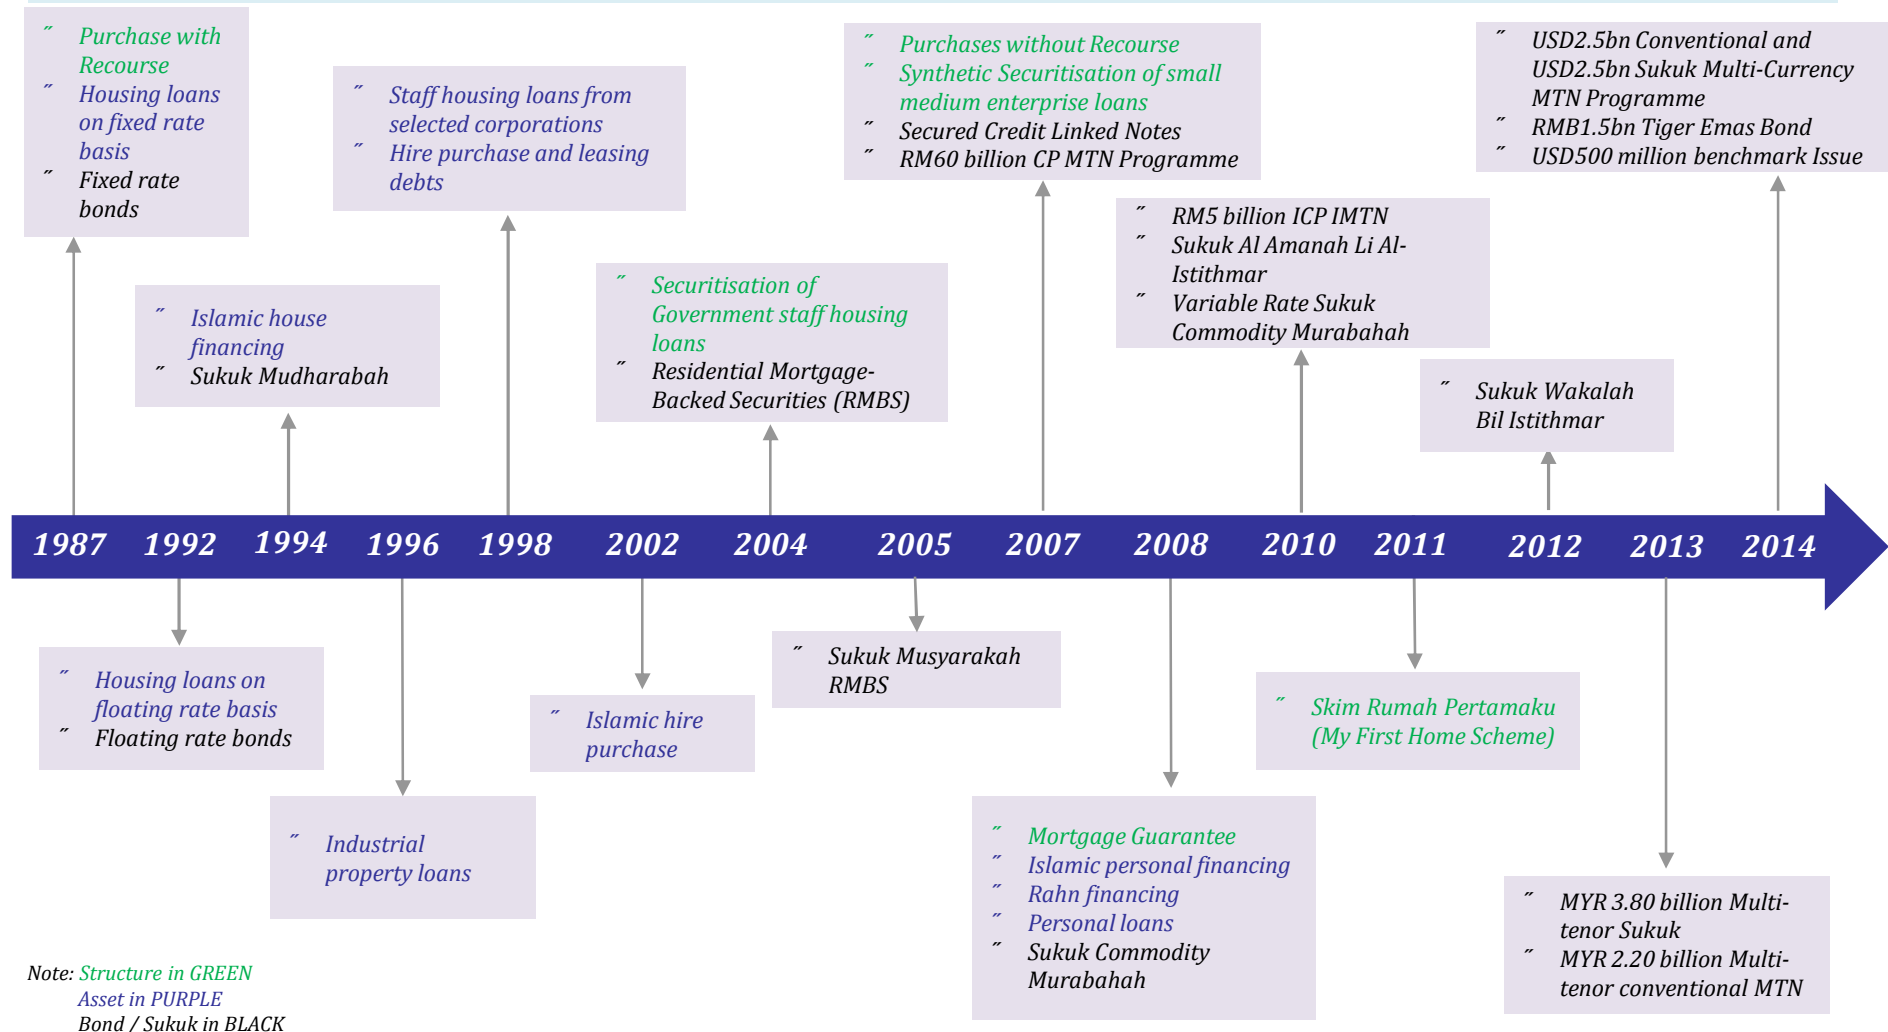 ˝ Purchase with
Recourse
˝ Housing loans
on fixed rate
basis
˝ Fixed rate
bonds
˝ Islamic house
financing
˝ Sukuk Mudharabah
˝ Staff housing loans from
selected corporations
˝ Hire purchase and leasing
debts
˝ Securitisation of
Government staff housing
loans
˝ Residential Mortgage-
Backed Securities (RMBS)
˝ Purchases without Recourse
˝ Synthetic Securitisation of small
medium enterprise loans
˝ Secured Credit Linked Notes
˝ RM60 billion CP MTN Programme
˝ RM5 billion ICP IMTN
˝ Sukuk Al Amanah Li Al-
Istithmar
˝ Variable Rate Sukuk
Commodity Murabahah
˝ Sukuk Wakalah
Bil Istithmar
˝ USD2.5bn Conventional and
USD2.5bn Sukuk Multi-Currency
MTN Programme
˝ RMB1.5bn Tiger Emas Bond
˝ USD500 million benchmark Issue
1987 1992 1994 1996 1998 2002 2004 2005 2007 2008 2010 2011 2012 2013 2014
˝ Housing loans on
floating rate basis
˝ Floating rate bonds
˝ Industrial
property loans
˝ Islamic hire
purchase
˝ Sukuk Musyarakah
RMBS
˝ Mortgage Guarantee
˝ Islamic personal financing
˝ Rahn financing
˝ Personal loans
˝ Sukuk Commodity
Murabahah
˝ Skim Rumah Pertamaku
(My First Home Scheme)
˝ MYR 3.80 billion Multi-
tenor Sukuk
˝ MYR 2.20 billion Multi-
tenor conventional MTN
Note: Structure in GREEN
Asset in PURPLE
Bond / Sukuk in BLACK